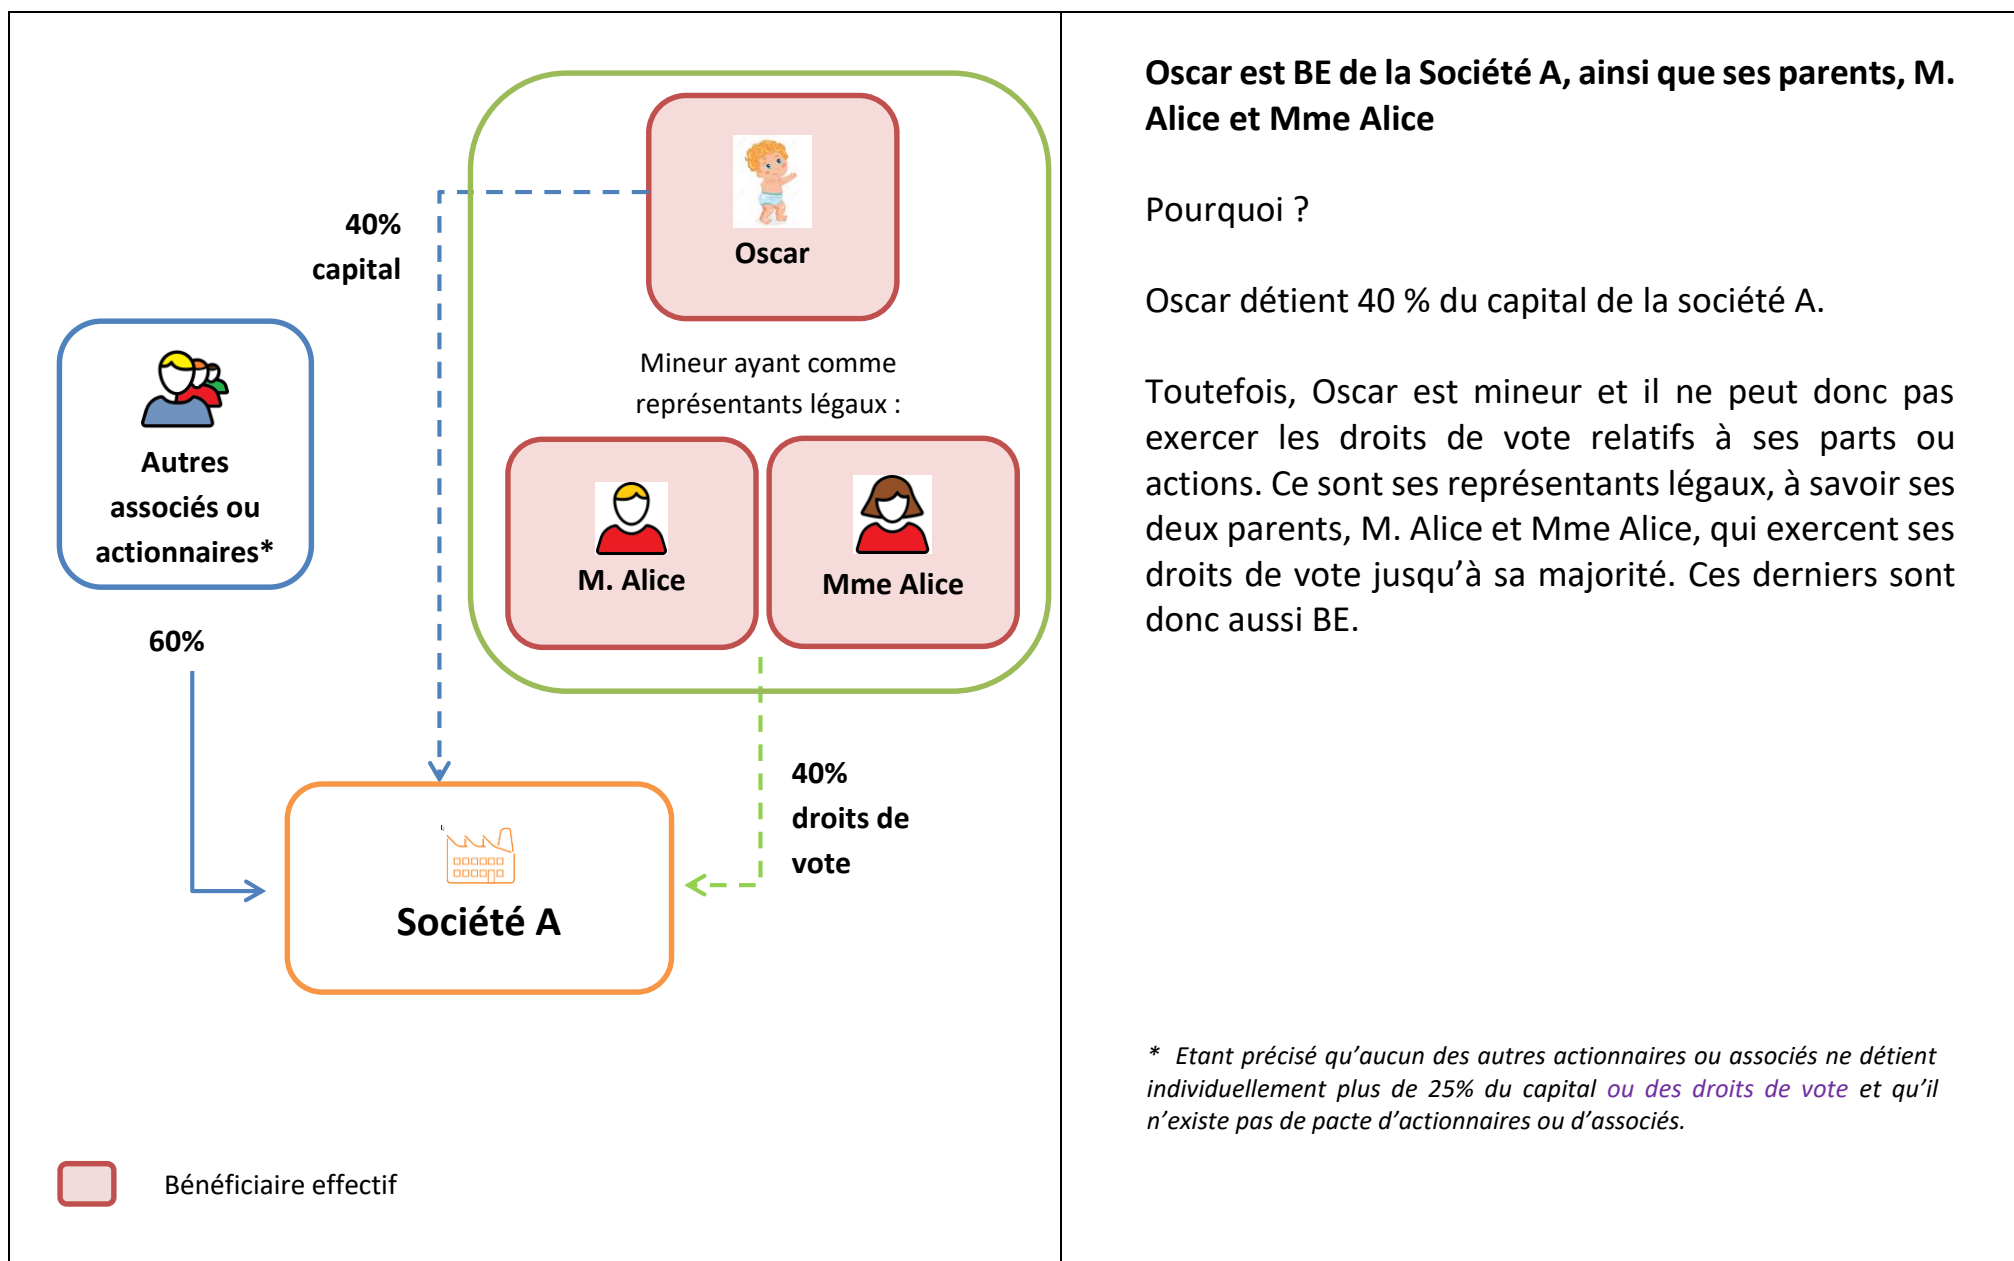 40%
capital
Oscar
Mineur ayant comme
représentants légaux :
Autres
associés ou
actionnaires*
M. Alice
Mme Alice
60%
40%
droits de
vote
Société A
Bénéficiaire effectif
Oscar est BE de la Société A, ainsi que ses parents, M.
Alice et Mme Alice
Pourquoi ?
Oscar détient 40 % du capital de la société A.
Toutefois, Oscar est mineur et il ne peut donc pas
exercer les droits de vote relatifs à ses parts ou
actions. Ce sont ses représentants légaux, à savoir ses
deux parents, M. Alice et Mme Alice, qui exercent ses
droits de vote jusqu’à sa majorité. Ces derniers sont
donc aussi BE.
* Etant précisé qu’aucun des autres actionnaires ou associés ne détient
individuellement plus de 25% du capital ou des droits de vote et qu’il
n’existe pas de pacte d’actionnaires ou d’associés.